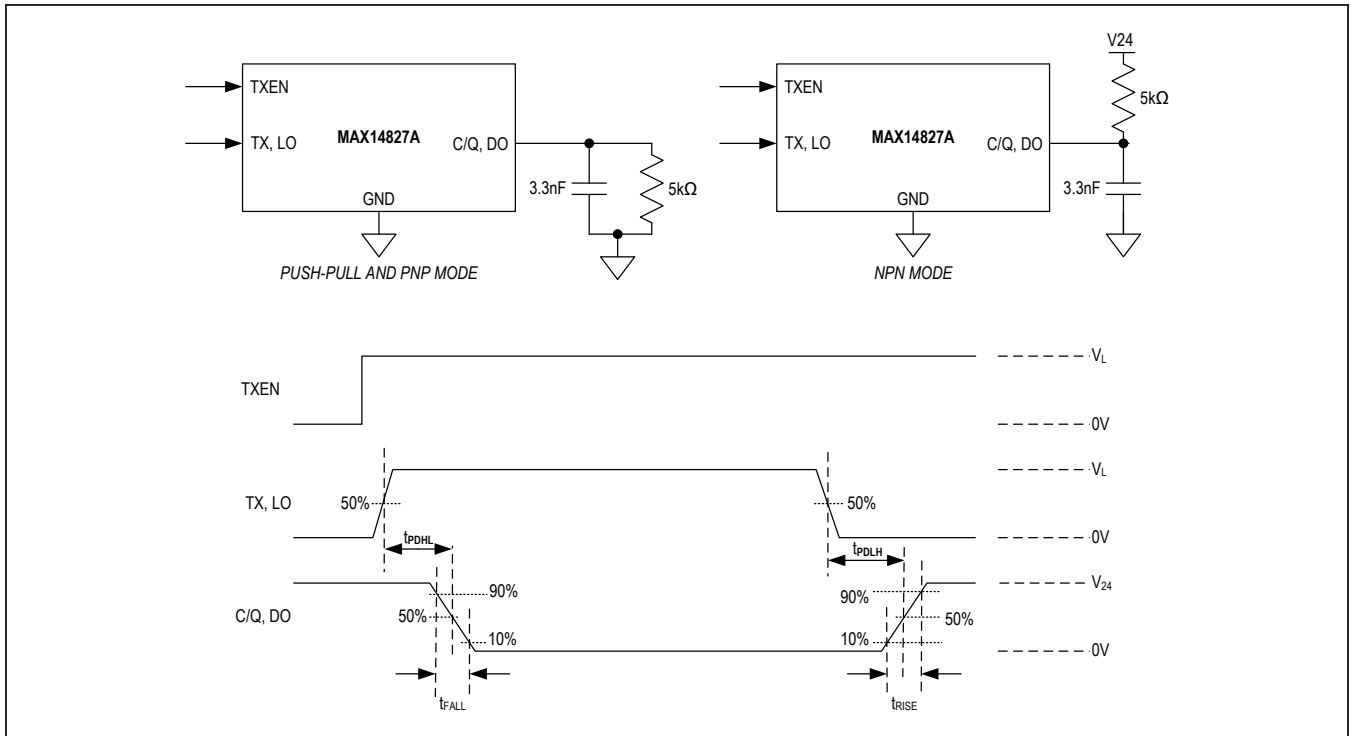 TXEN
TX, LO
MAX14827A
C/Q, DO
GND
3.3nF
5kΩ
PUSH-PULL AND PNP MODE
V24
5kΩ
TXEN
TX, LO
MAX14827A
C/Q, DO
GND
3.3nF
NPN MODE
TXEN
VL
0V
TX, LO
50%
50%
VL
0V
tPDHL
tPDLH
C/Q, DO
90%
50%
10%
90%
50%
10%
V24
0V
tFALL
tRISE